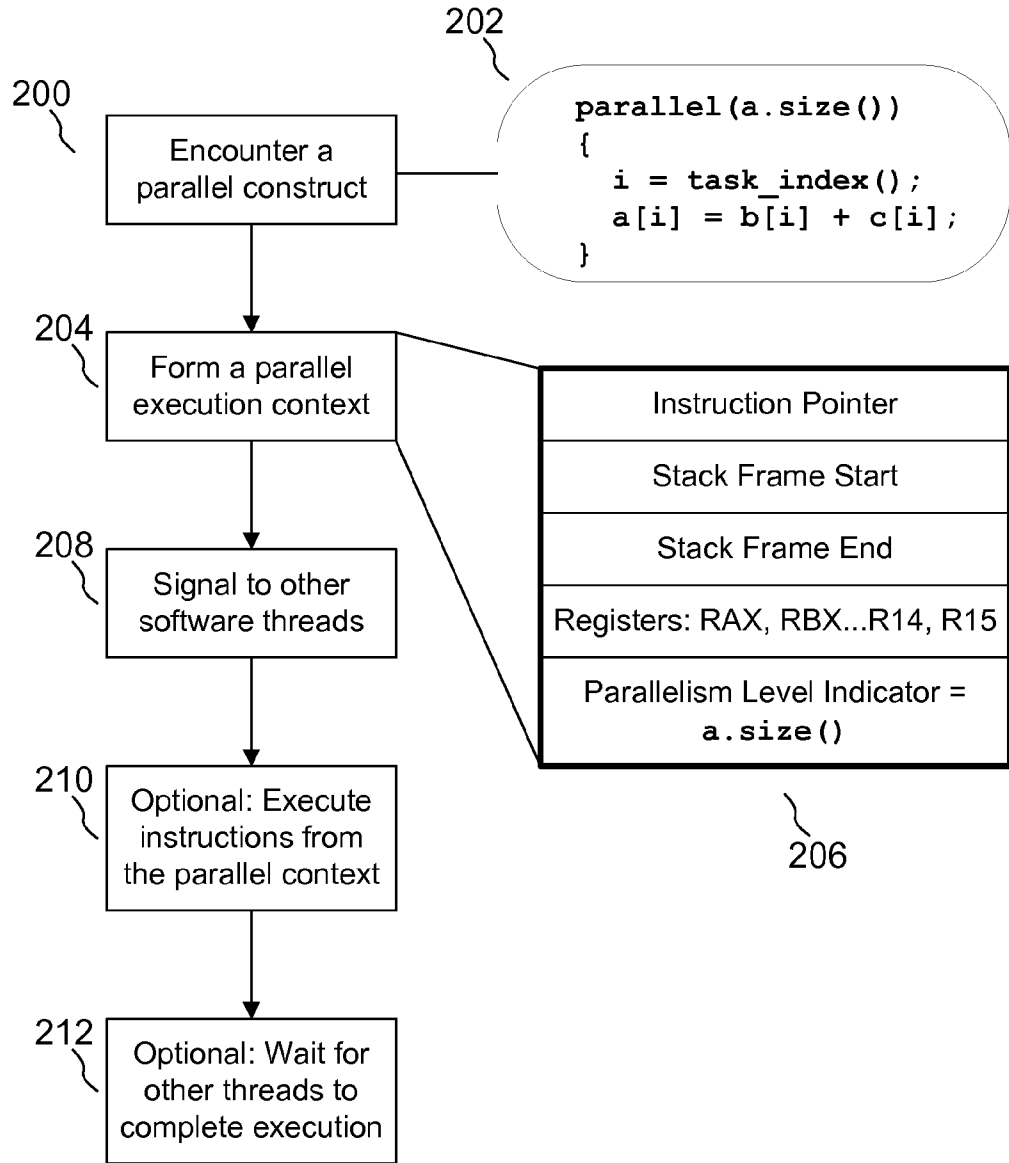 202
parallel(a.size())
{
i = task_index();
a[i] = b[i] + c[i];
}
200
Encounter a
parallel construct
204
Form a parallel
execution context
Instruction Pointer
Stack Frame Start
Stack Frame End
Registers: RAX, RBX...R14, R15
Parallelism Level Indicator =
a.size()
206
208
Signal to other
software threads
210
Optional: Execute
instructions from
the parallel context
212
Optional: Wait for
other threads to
complete execution